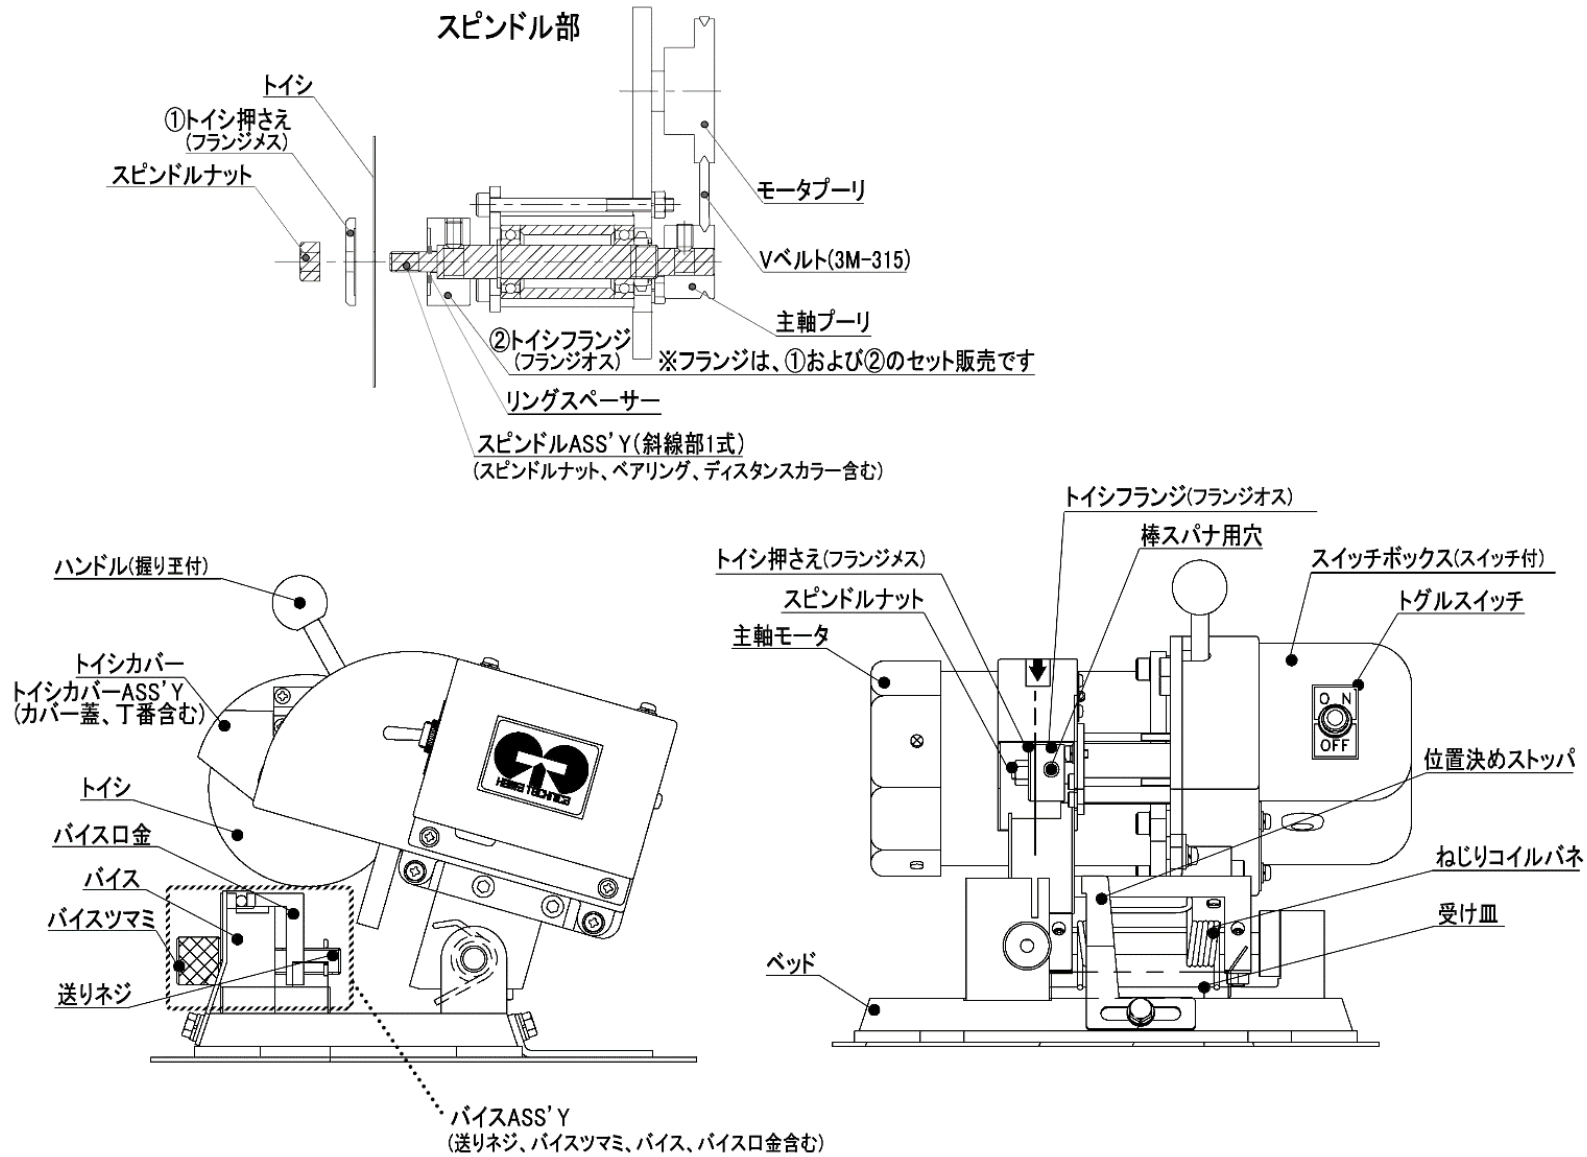 スピンドル部
トイシ
①トイシ押さえ
(フランジメス)
スピンドルナット
モータプーリ
Vベルト(3M-315)
主軸プーリ
②トイシフランジ
(フランジオス)
※フランジは、①および②のセット販売です
リングスペーサー
スピンドルASS'Y(斜線部1式)
(スピンドルナット、ベアリング、ディスタンスカラー含む)
ハンドル(握り玊付)
トイシカバー
トイシカバーASS'Y
(カバー蓋、丁番含む)
トイシ
バイス口金
バイス
バイスツマミ
送りネジ
Heiwa Technica
バイスASS'Y
(送りネジ、バイスツマミ、バイス、バイス口金含む)
トイシフランジ(フランジオス)
棒スパナ用穴
トイシ押さえ(フランジメス)
スピンドルナット
主軸モータ
スイッチボックス(スイッチ付)
トグルスイッチ
ON
OFF
位置決めストッパ
ねじりコイルバネ
受け皿
ベッド